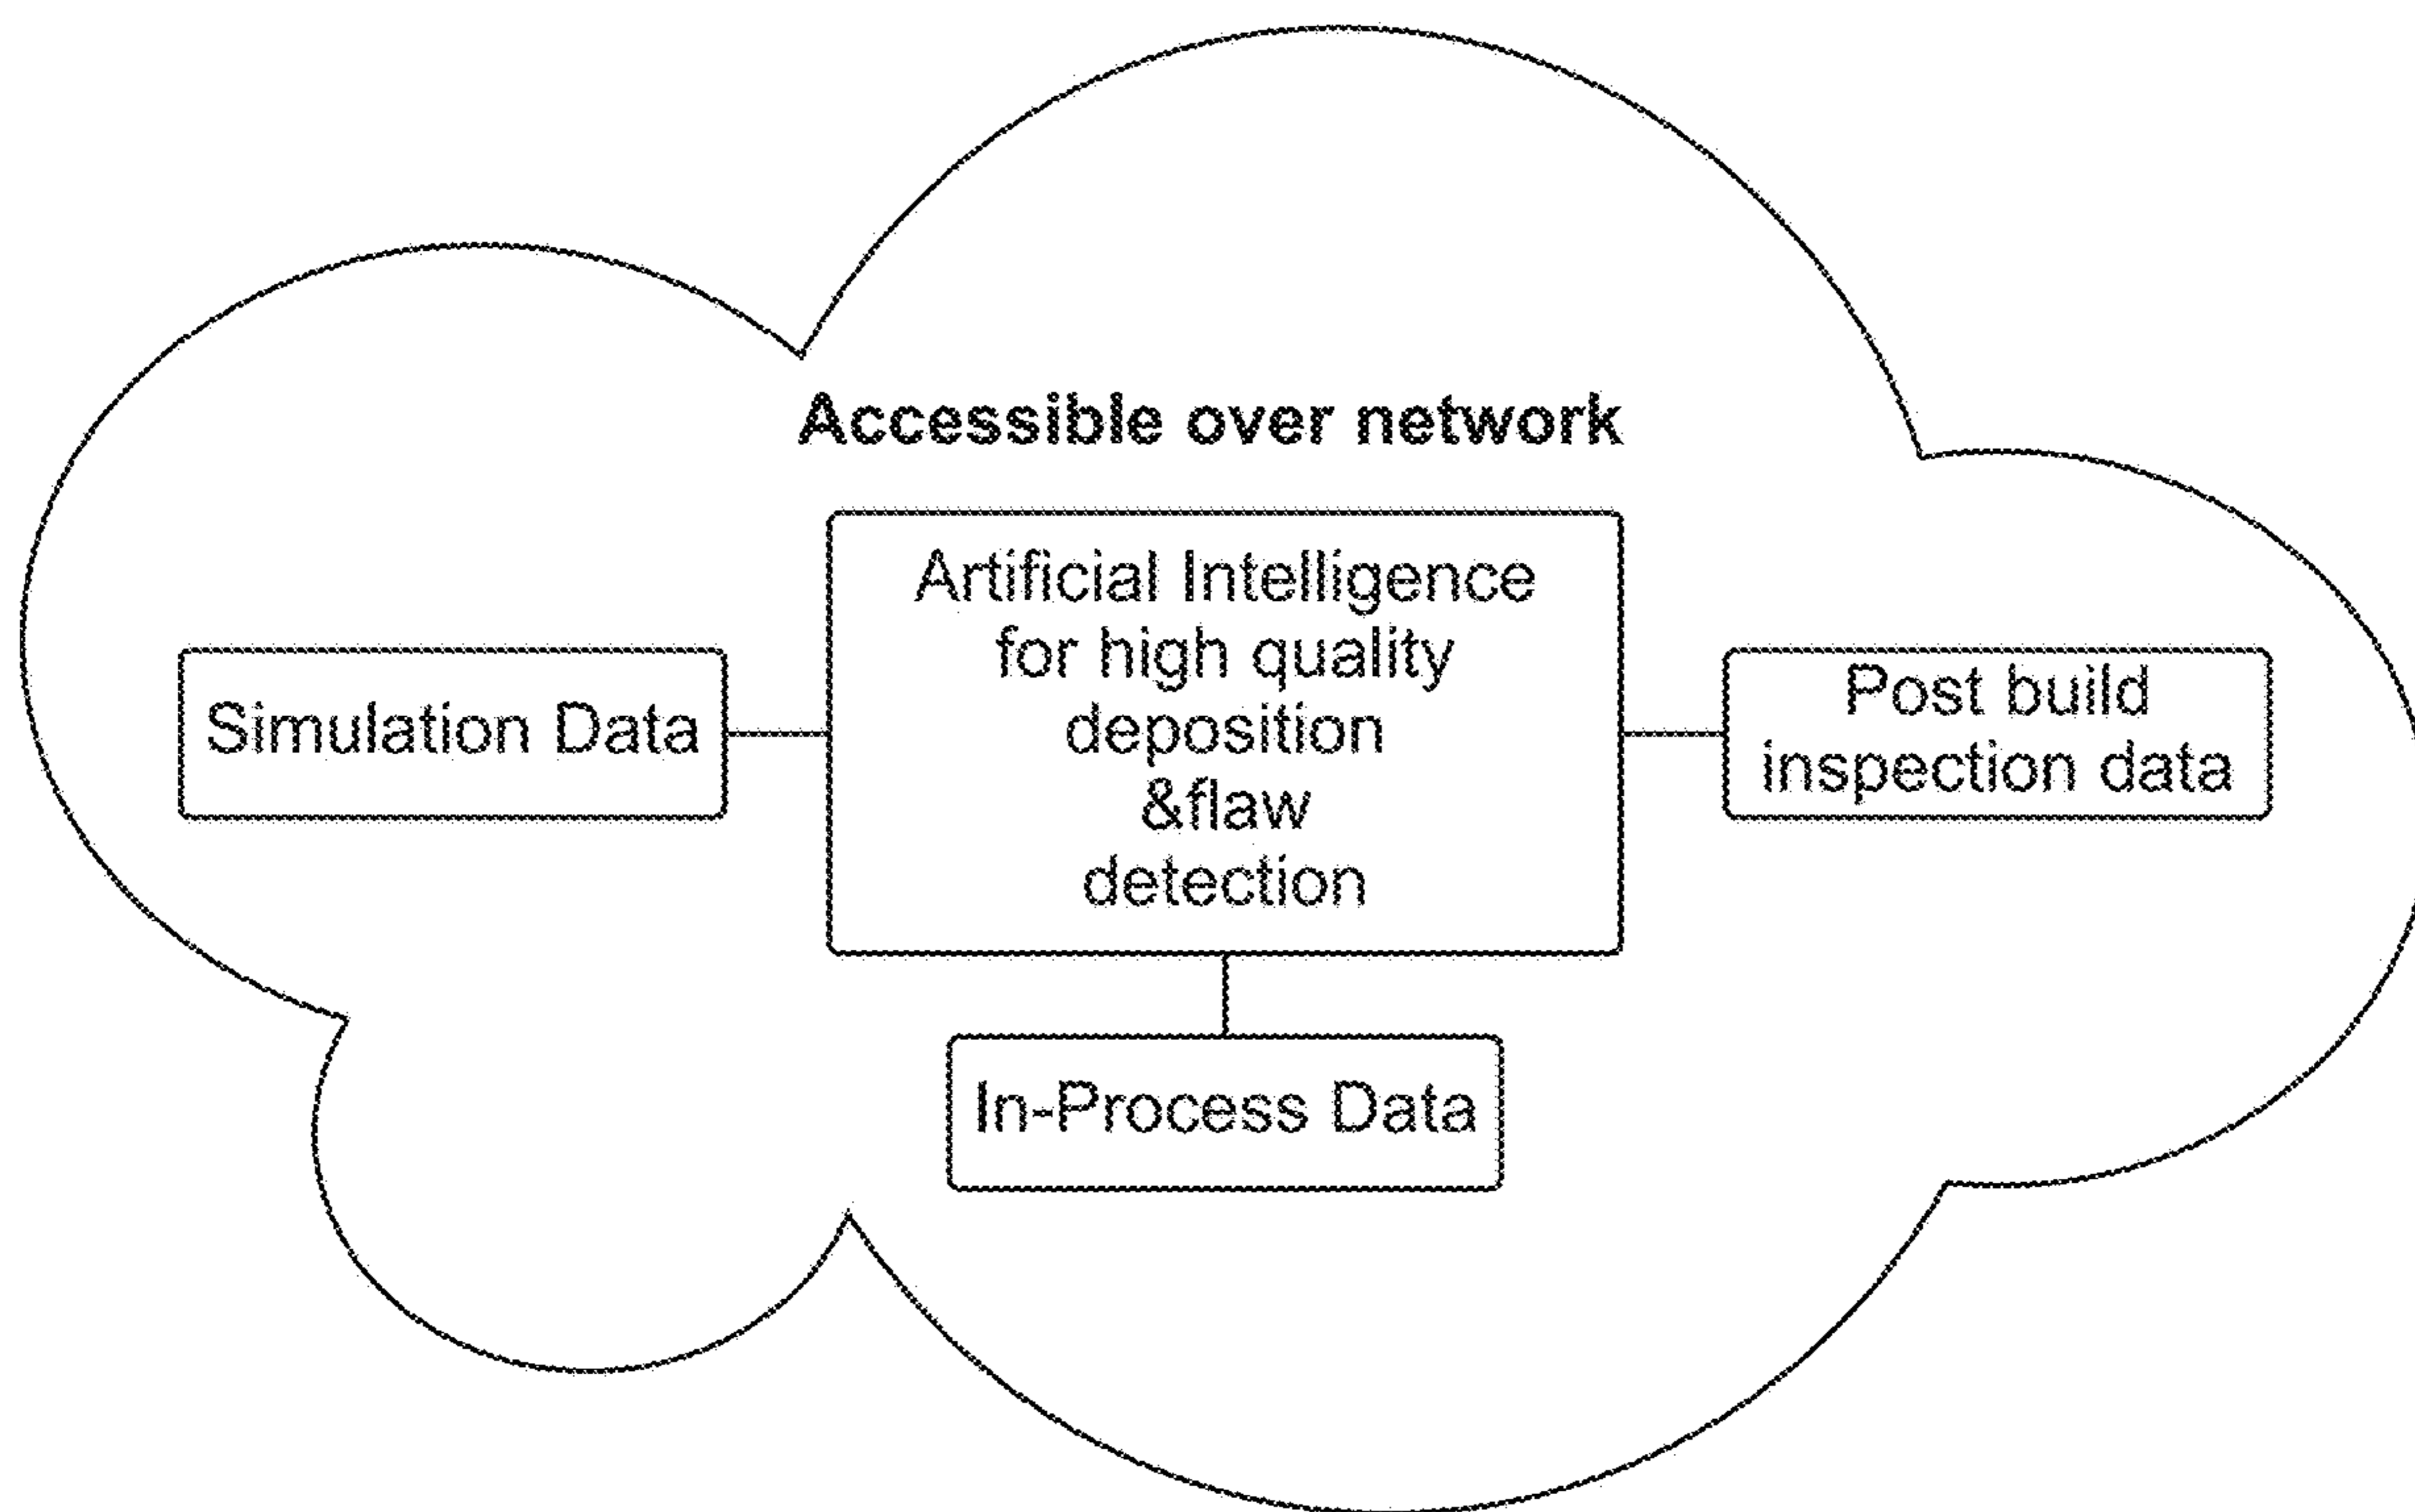 Accessible over network
Artificial Intelligence
for high quality
deposition
&flaw
detection
Simulation Data
Post build
inspection data
In-Process Data